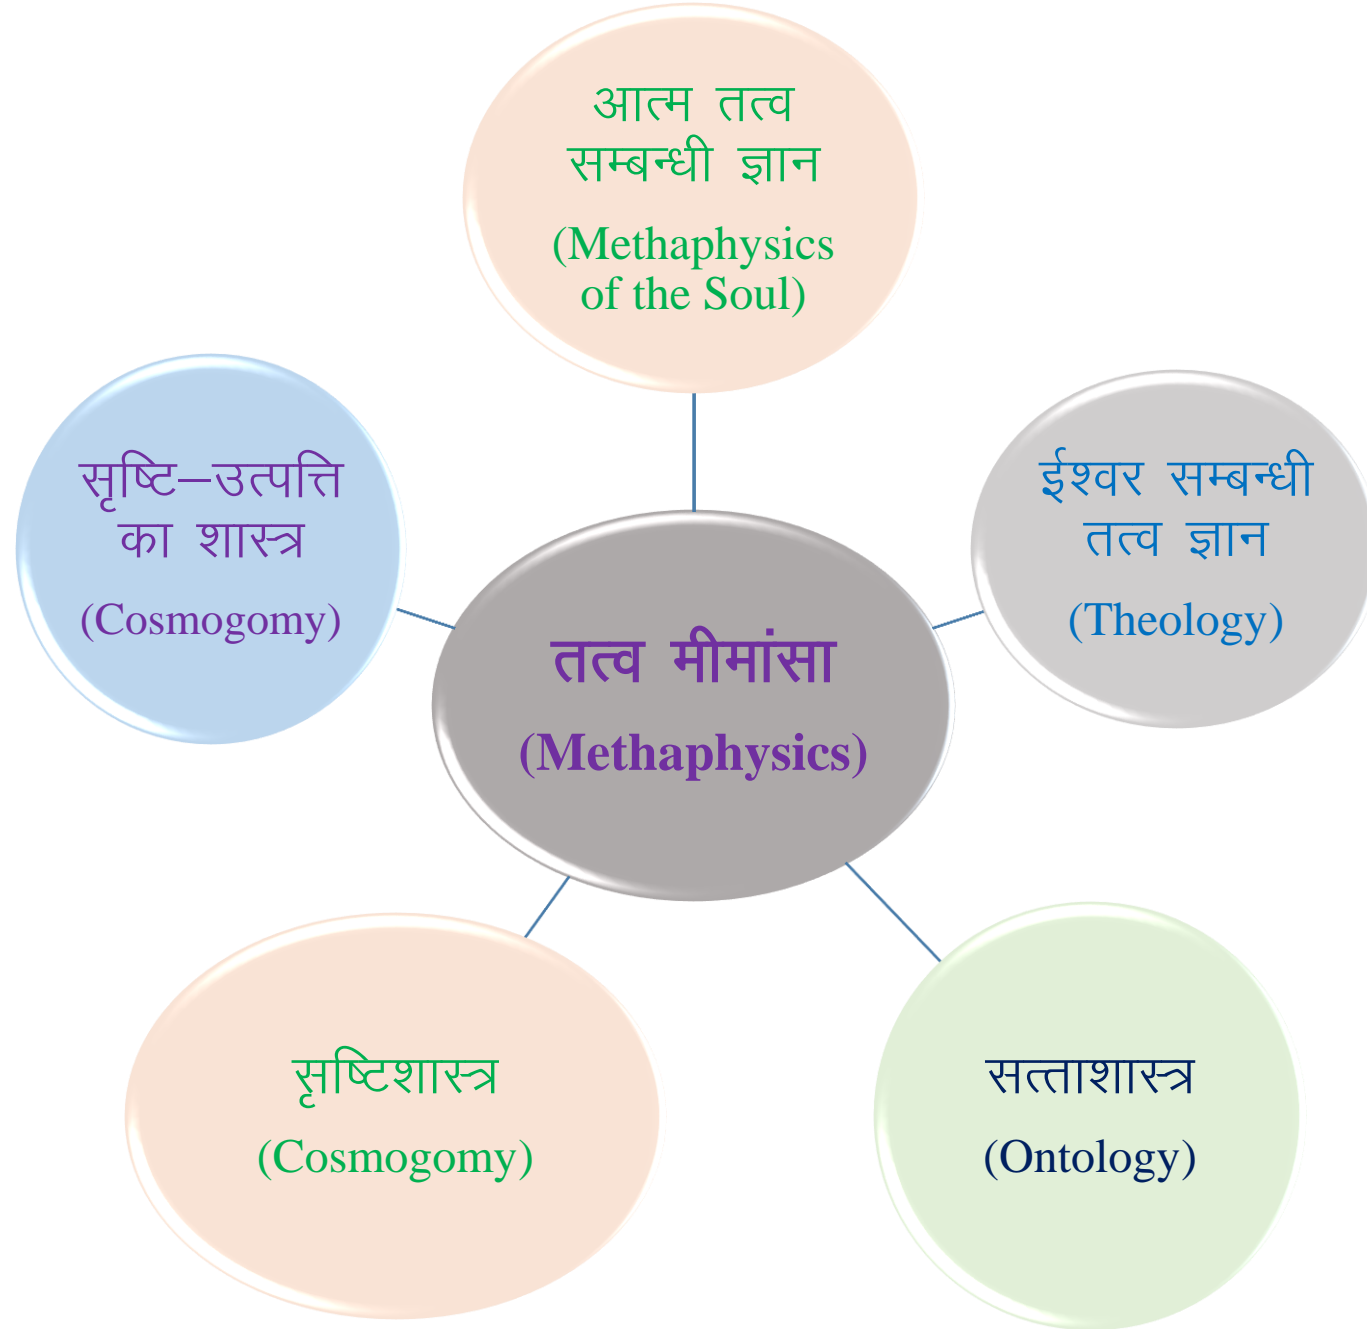 आत्म तत्व
सम्बन्धी ज्ञान
(Methaphysics
of the Soul)
सृष्टि–उत्पत्ति
का शास्त्र
(Cosmogomy)
ईश्वर सम्बन्धी
तत्व ज्ञान
(Theology)
तत्व मीमांसा
(Methaphysics)
सृष्टिशास्त्र
(Cosmogomy)
सत्ताशास्त्र
(Ontology)